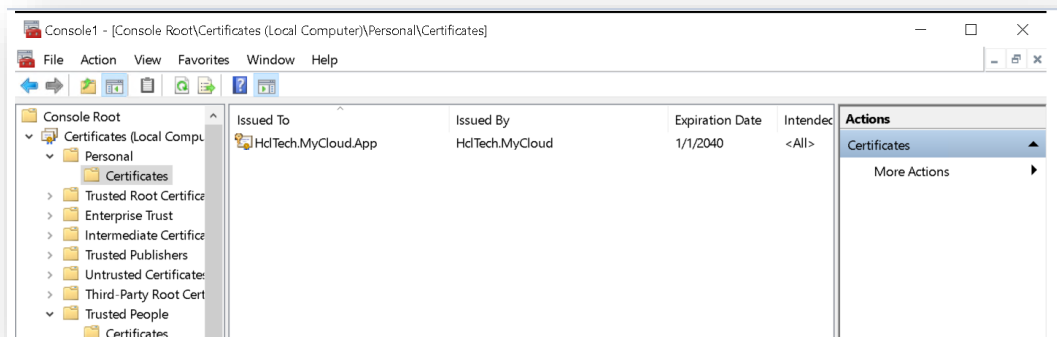 Console1 - [Console Root\Certificates (Local Computer)\Personal\Certificates]
File Action View Favorites Window Help
Console Root
Certificates (Local Compu
Personal
Certificates
Trusted Root Certifica
Enterprise Trust
Intermediate Certifica
Trusted Publishers
Untrusted Certificates
Third-Party Root Cert
Trusted People
Certificates
Issued To Issued By Expiration Date Intended
HclTech.MyCloud.App HclTech.MyCloud 1/1/2040 <All>
Actions
Certificates
More Actions